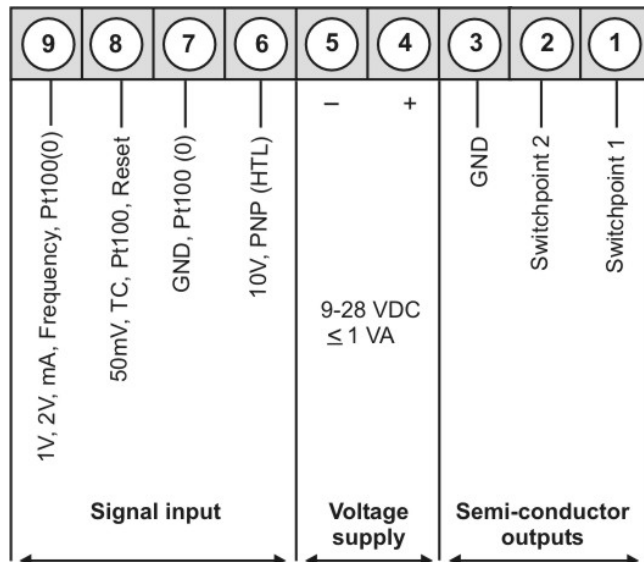 9 8 7 6 5 4 3 2 1
1V, 2V, mA, Frequency, Pt100(0)
50mV, TC, Pt100, Reset
GND, Pt100 (0)
10V, PNP (HTL)
– +
9-28 VDC
≤ 1 VA
GND
Switchpoint 2
Switchpoint 1
Signal input
Voltage
supply
Semi-conductor
outputs